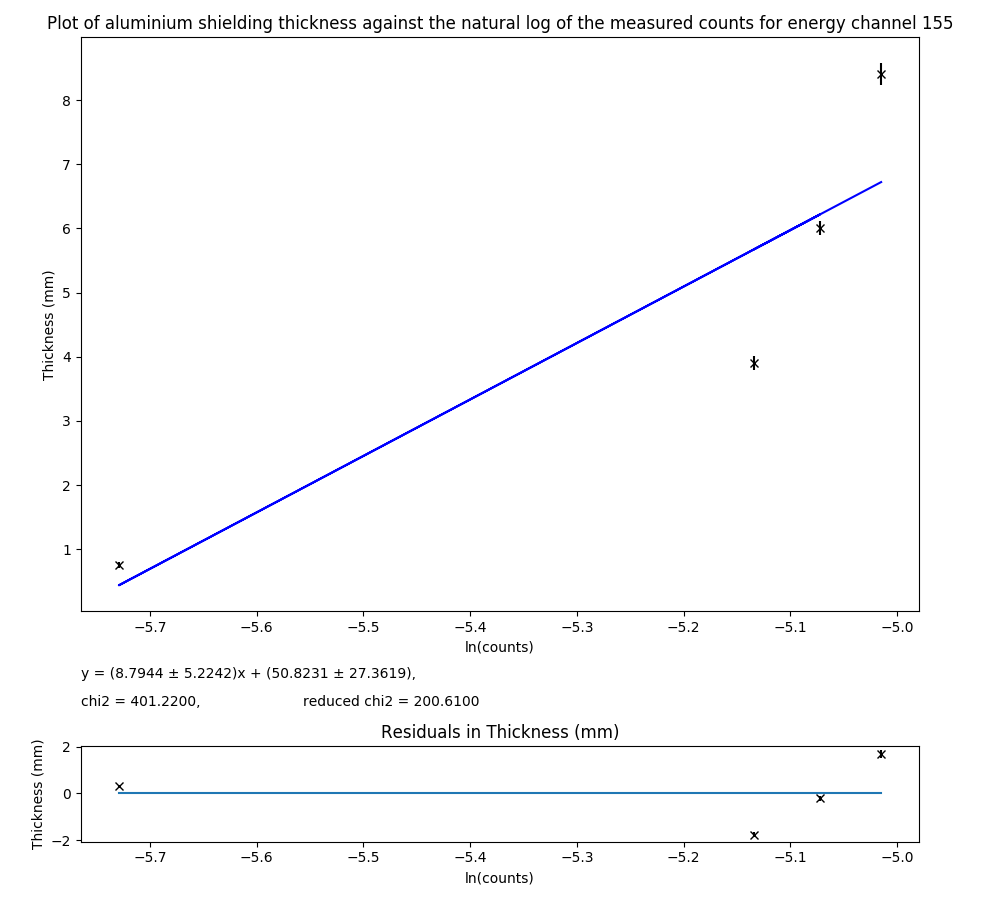 Plot of aluminium shielding thickness against the natural log of the measured counts for energy channel 155
8
7
6
5
4
3
2
1
Thickness (mm)
−5.7 −5.6 −5.5 −5.4 −5.3 −5.2 −5.1 −5.0
ln(counts)
y = (8.7944 ± 5.2242)x + (50.8231 ± 27.3619),
chi2 = 401.2200, reduced chi2 = 200.6100
Residuals in Thickness (mm)
2
0
−2
Thickness (mm)
−5.7 −5.6 −5.5 −5.4 −5.3 −5.2 −5.1 −5.0
ln(counts)